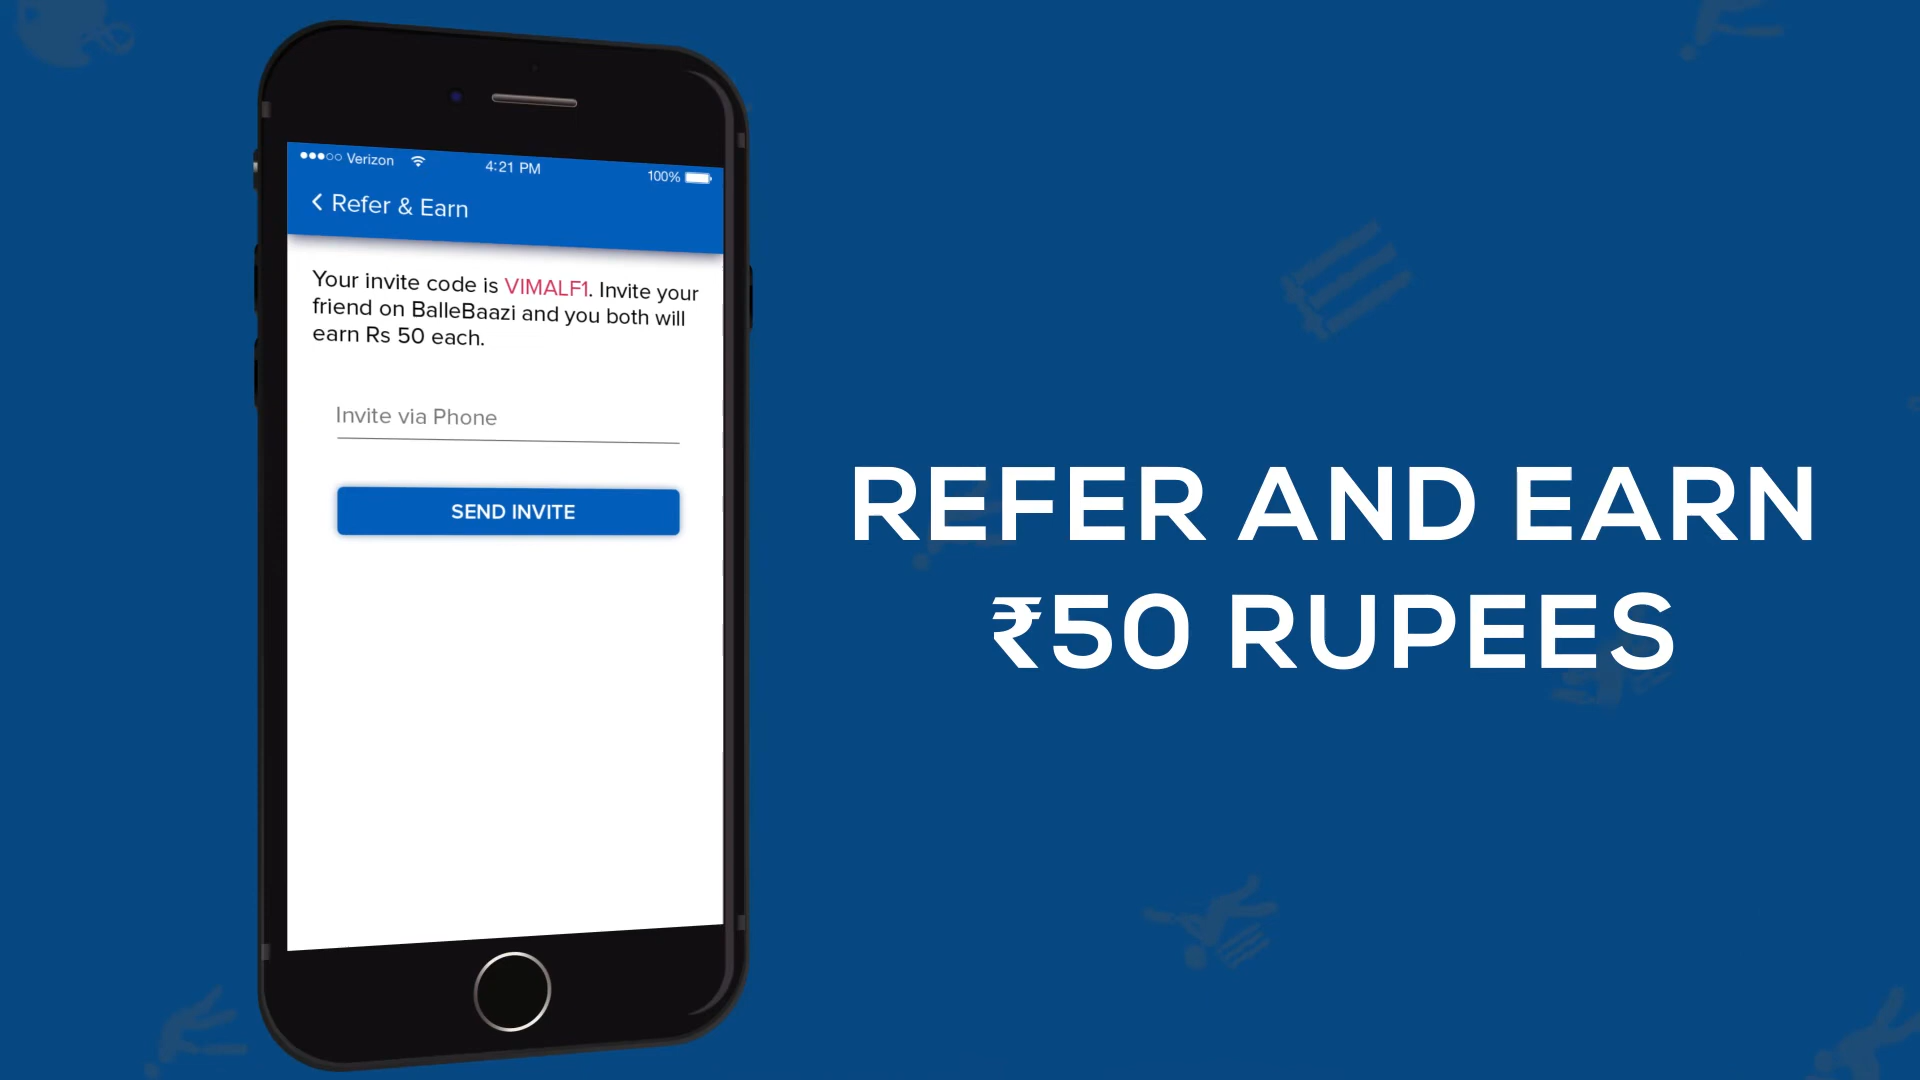 Verizon
4:21 PM
100%
Refer & Earn
Your invite code is VIMALF1. Invite your
friend on BalleBaazi and you both will
earn Rs 50 each.
Invite via Phone
SEND INVITE
REFER AND EARN
₹50 RUPEES